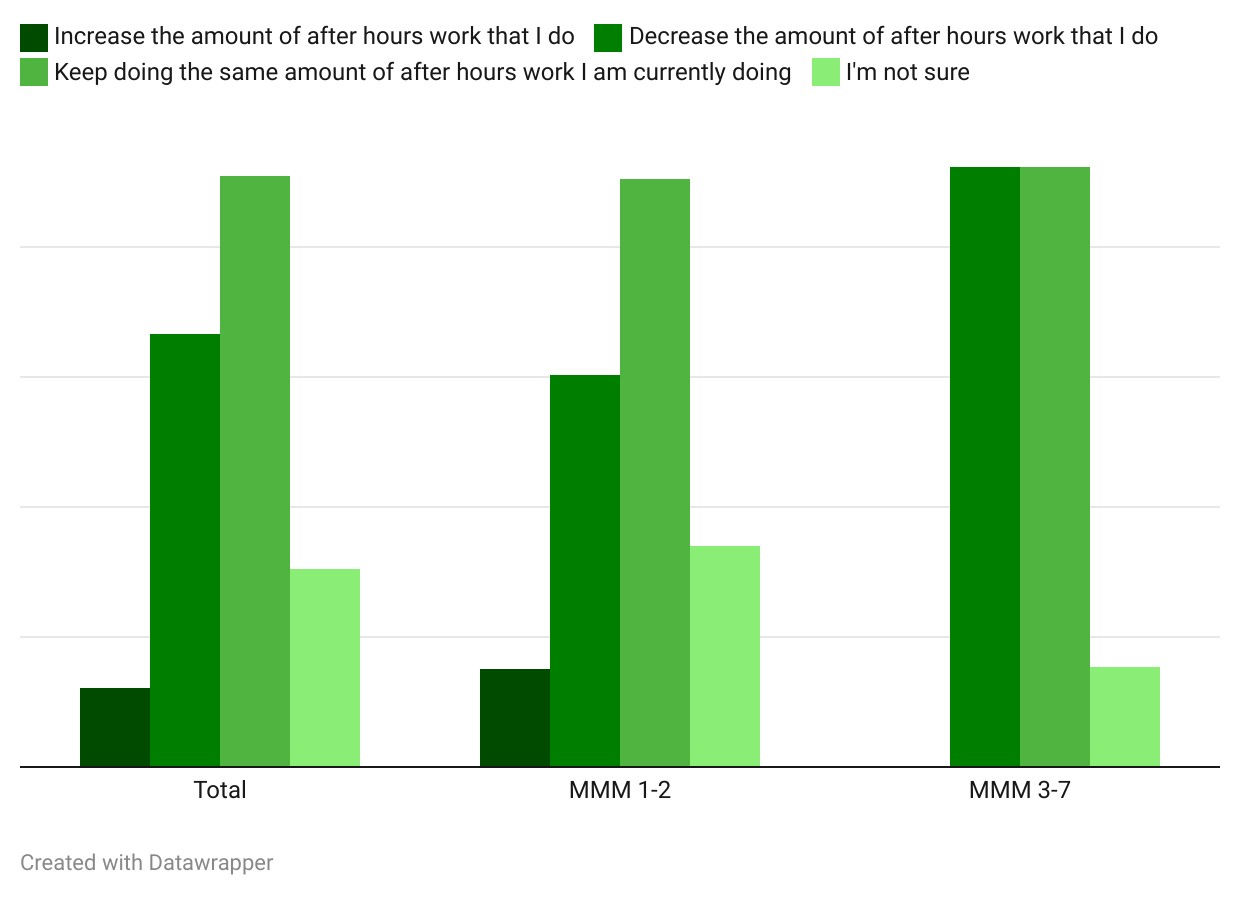 Increase the amount of after hours work that I do Decrease the amount of after hours work that I do
Keep doing the same amount of after hours work I am currently doing I'm not sure
Total MMM 1-2 MMM 3-7
Created with Datawrapper